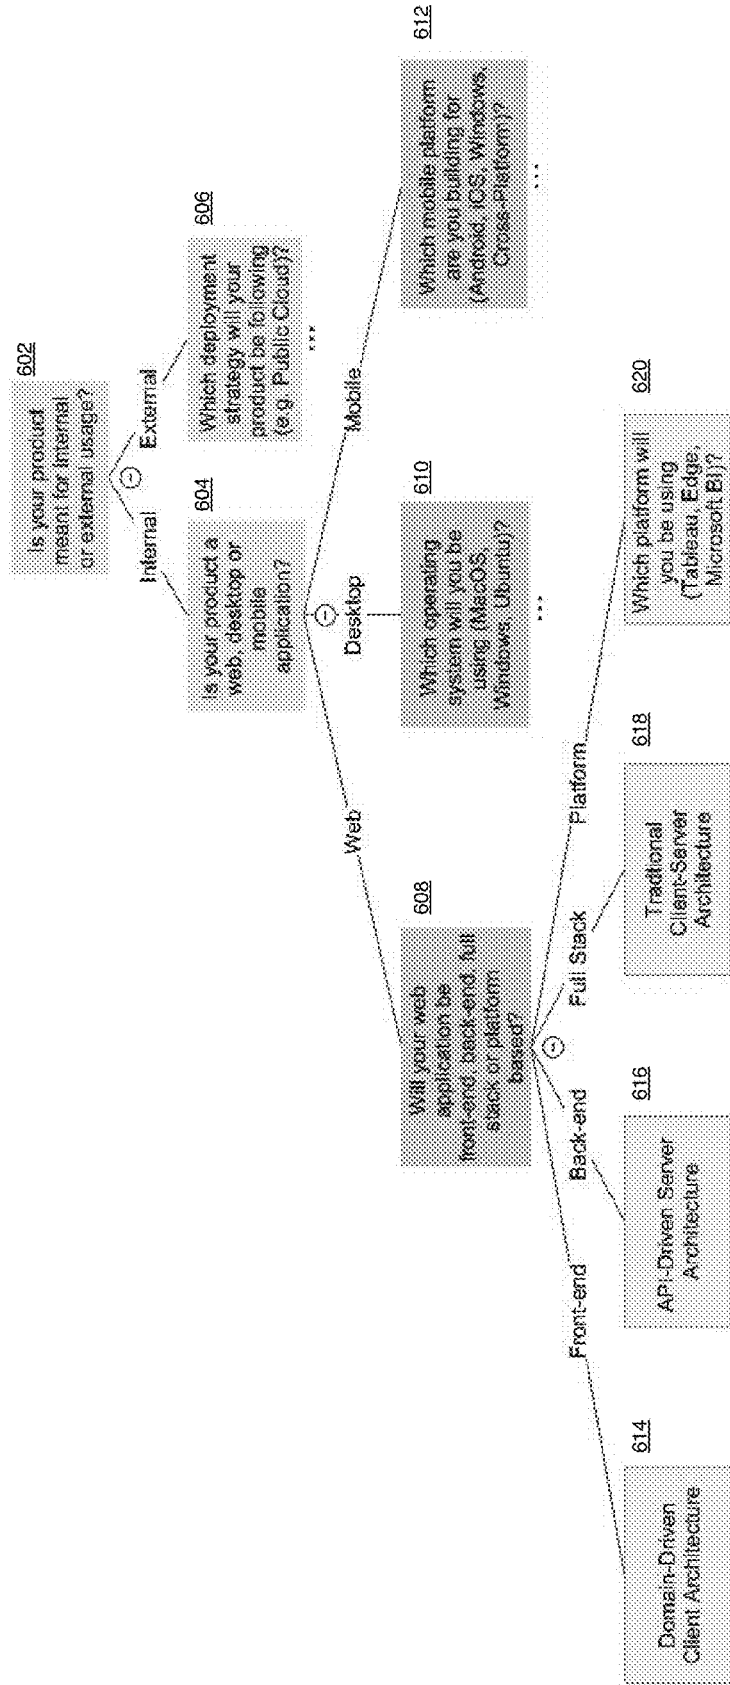 602
Is your product
meant for internal
or external usage?
Internal
External
604
Is your product a
web, desktop or
mobile
application?
606
Which deployment
strategy will your
product be following
(e.g. Public Cloud)?
...
Web
Desktop
Mobile
608
Will your web
application be
front-end, back-end, full
stack or platform
based?
610
Which operating
system will you be
using (MacOS,
Windows, Ubuntu)?
...
612
Which mobile platform
are you building for
(Android, iOS, Windows,
Cross-Platform)?
...
Front-end
Back-end
Full Stack
Platform
614
Domain-Driven
Client Architecture
616
API-Driven Server
Architecture
618
Tradtional
Client-Server
Architecture
620
Which platform will
you be using
(Tableau, Edge,
Microsoft BI)?